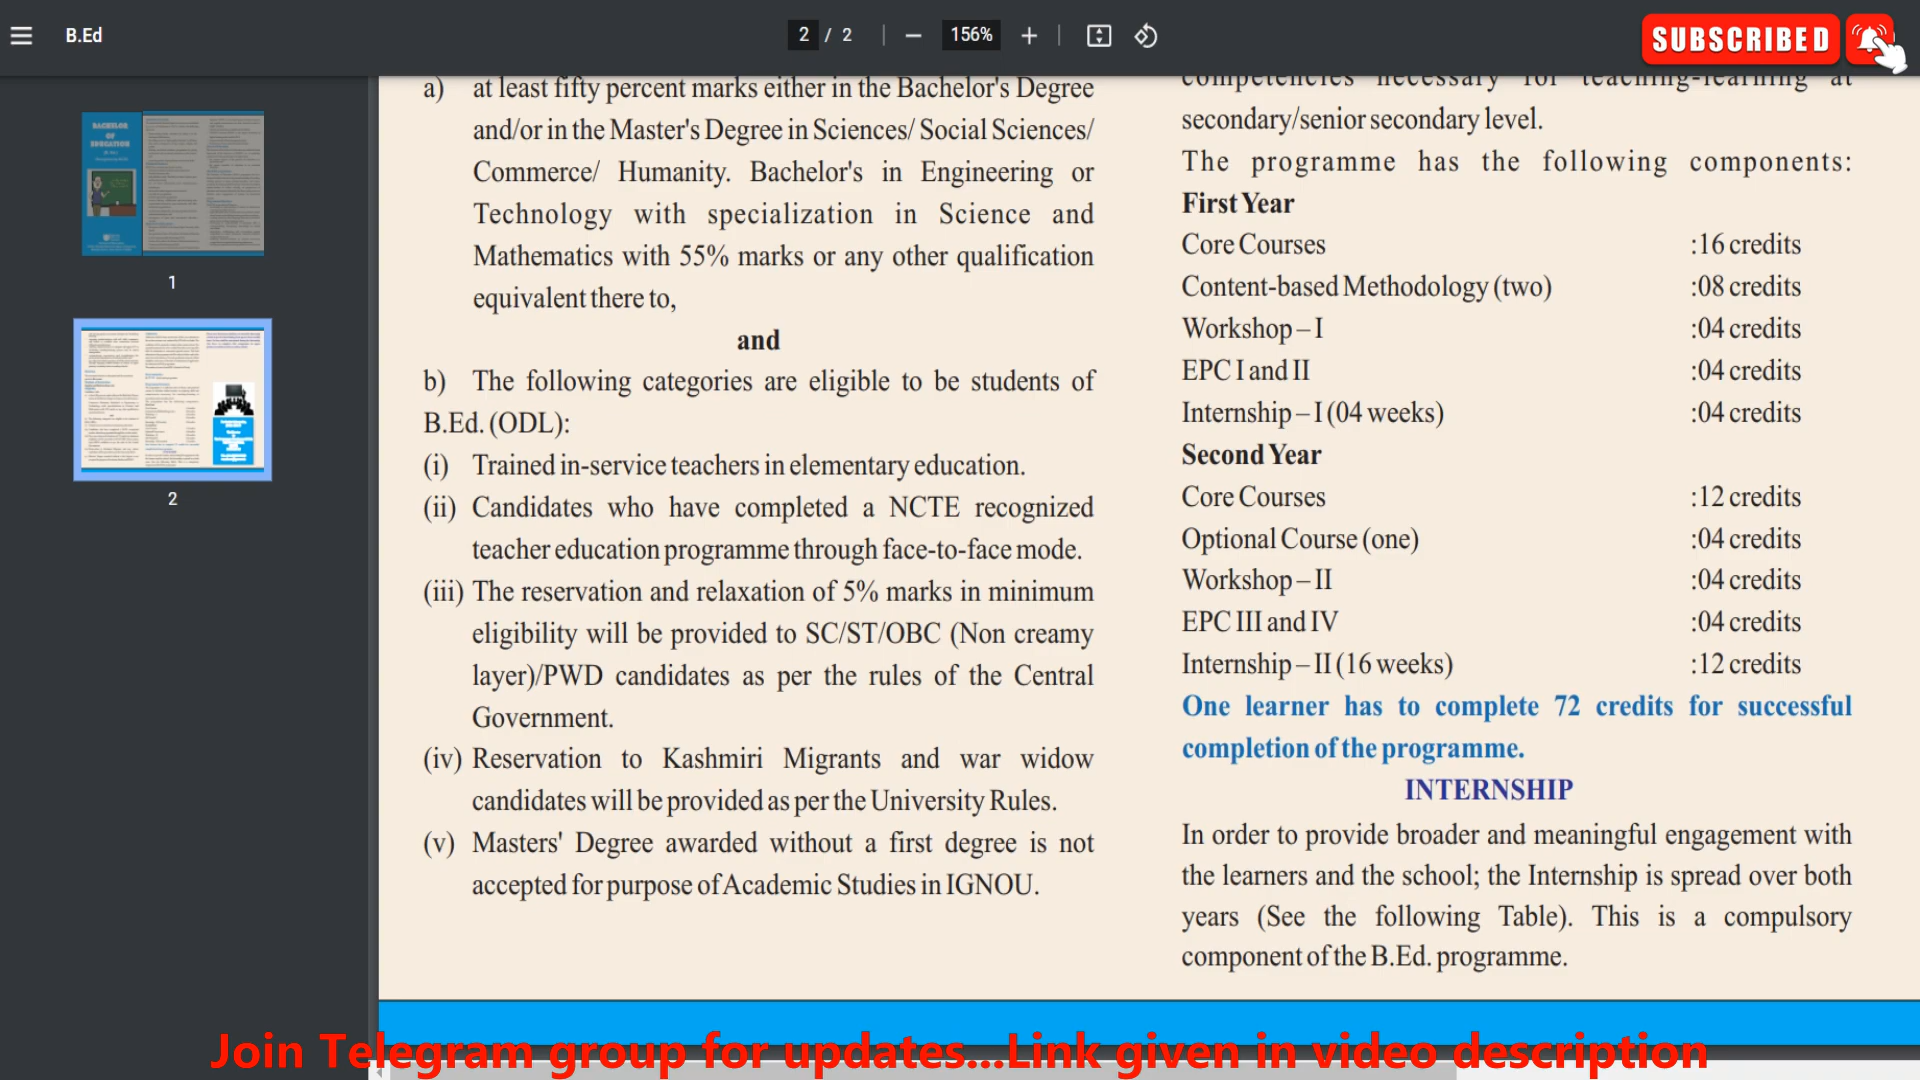 B.Ed
2 / 2
156%
SUBSCRIBED
BACHELOR
OF
EDUCATION
1
2
a) at least fifty percent marks either in the Bachelor's Degree
and/or in the Master's Degree in Sciences/ Social Sciences/
Commerce/ Humanity. Bachelor's in Engineering or
Technology with specialization in Science and
Mathematics with 55% marks or any other qualification
equivalent there to,
and
b) The following categories are eligible to be students of
B.Ed. (ODL):
(i) Trained in-service teachers in elementary education.
(ii) Candidates who have completed a NCTE recognized
teacher education programme through face-to-face mode.
(iii) The reservation and relaxation of 5% marks in minimum
eligibility will be provided to SC/ST/OBC (Non creamy
layer)/PWD candidates as per the rules of the Central
Government.
(iv) Reservation to Kashmiri Migrants and war widow
candidates will be provided as per the University Rules.
(v) Masters' Degree awarded without a first degree is not
accepted for purpose of Academic Studies in IGNOU.
competencies necessary for teaching-learning at
secondary/senior secondary level.
The programme has the following components:
First Year
Core Courses :16 credits
Content-based Methodology (two) :08 credits
Workshop – I :04 credits
EPC I and II :04 credits
Internship – I (04 weeks) :04 credits
Second Year
Core Courses :12 credits
Optional Course (one) :04 credits
Workshop – II :04 credits
EPC III and IV :04 credits
Internship – II (16 weeks) :12 credits
One learner has to complete 72 credits for successful
completion of the programme.
INTERNSHIP
In order to provide broader and meaningful engagement with
the learners and the school; the Internship is spread over both
years (See the following Table). This is a compulsory
component of the B.Ed. programme.
Join Telegram group for updates...Link given in video description